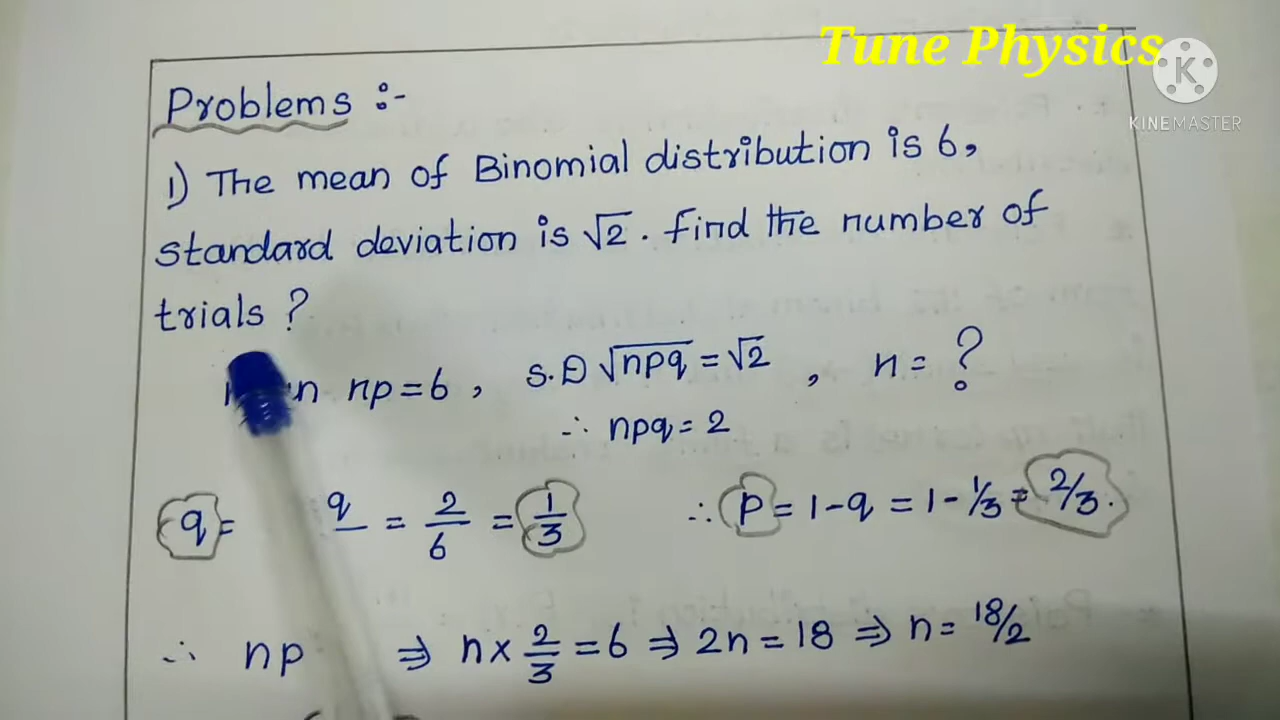 Tune Physics
K
KINEMASTER
Problems :-
1) The mean of Binomial distribution is 6,
standard deviation is √2. Find the number of
trials ?
np = 6, S.D √npq = √2, n = ?
∴ npq = 2
q = q = 2/6 = 1/3 ∴ p = 1-q = 1-1/3 = 2/3.
∴ np ⇒ n × 2/3 = 6 ⇒ 2n = 18 ⇒ n = 18/2